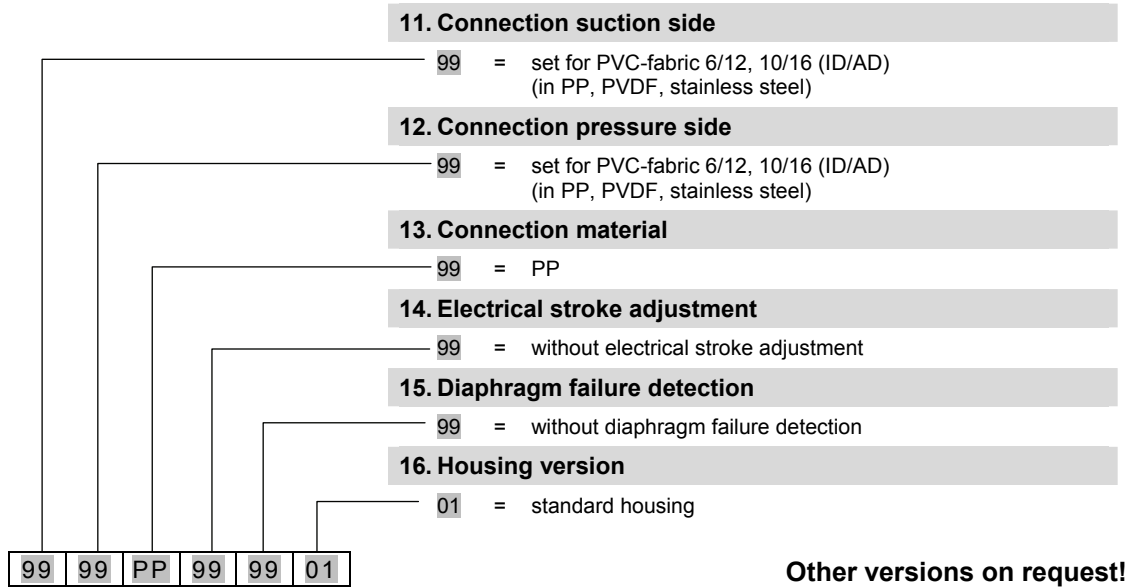 11. Connection suction side
99 = set for PVC-fabric 6/12, 10/16 (ID/AD)
(in PP, PVDF, stainless steel)
12. Connection pressure side
99 = set for PVC-fabric 6/12, 10/16 (ID/AD)
(in PP, PVDF, stainless steel)
13. Connection material
99 = PP
14. Electrical stroke adjustment
99 = without electrical stroke adjustment
15. Diaphragm failure detection
99 = without diaphragm failure detection
16. Housing version
01 = standard housing
99 99 PP 99 99 01
Other versions on request!